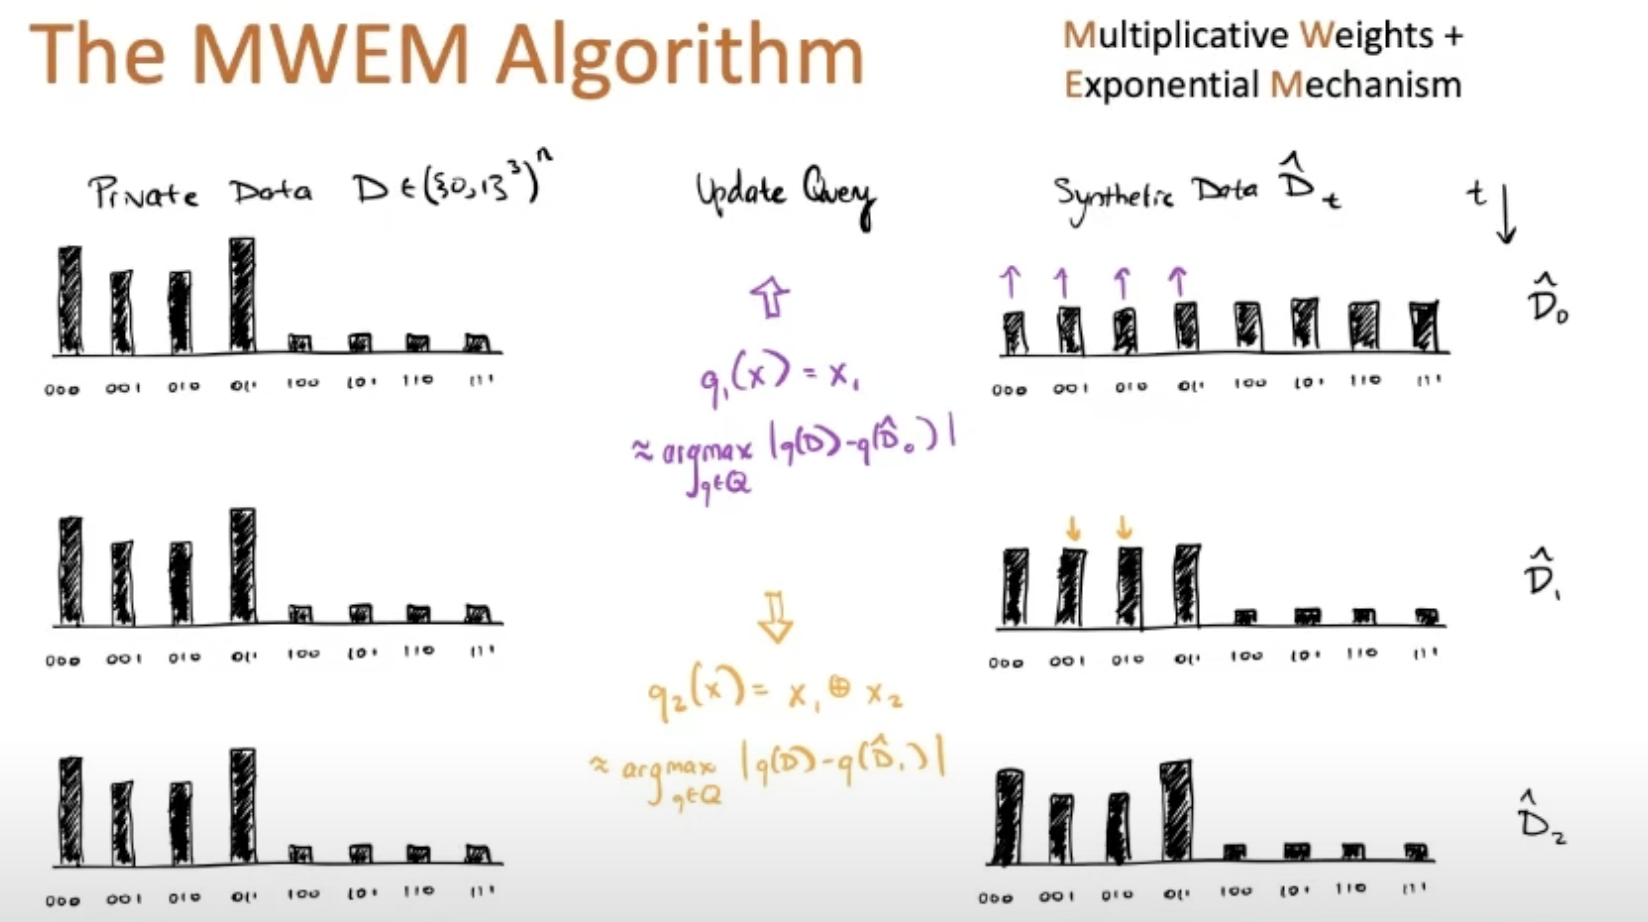 The MWEM Algorithm
Multiplicative Weights +
Exponential Mechanism
Private Data D ∈ ({0,1}³)ⁿ
Update Query
Synthetic Data D̂ₜ
t ↓
D̂₀
q₁(x) = x₁
≈ argmax |q(D) - q(D̂₀)|
q∈Q
000 001 010 011 100 101 110 111
000 001 010 011 100 101 110 111
D̂₁
000 001 010 011 100 101 110 111
000 001 010 011 100 101 110 111
q₂(x) = x₁ ⊕ x₂
≈ argmax |q(D) - q(D̂₁)|
q∈Q
D̂₂
000 001 010 011 100 101 110 111
000 001 010 011 100 101 110 111